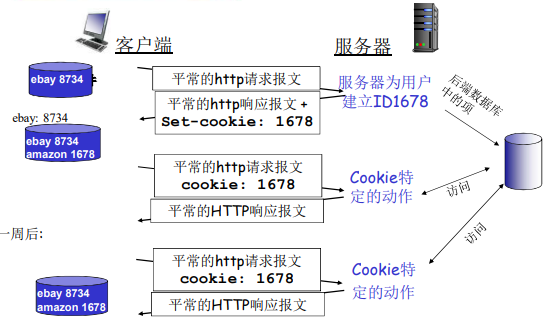 客户端
服务器
ebay 8734
平常的http请求报文
服务器为用户
建立ID1678
后端数据库
中的项
平常的http响应报文 +
Set-cookie: 1678
ebay: 8734
ebay 8734
amazon 1678
平常的http请求报文
cookie: 1678
Cookie特
定的动作
访问
平常的HTTP响应报文
一周后:
访问
平常的http请求报文
cookie: 1678
Cookie特
定的动作
ebay 8734
amazon 1678
平常的HTTP响应报文